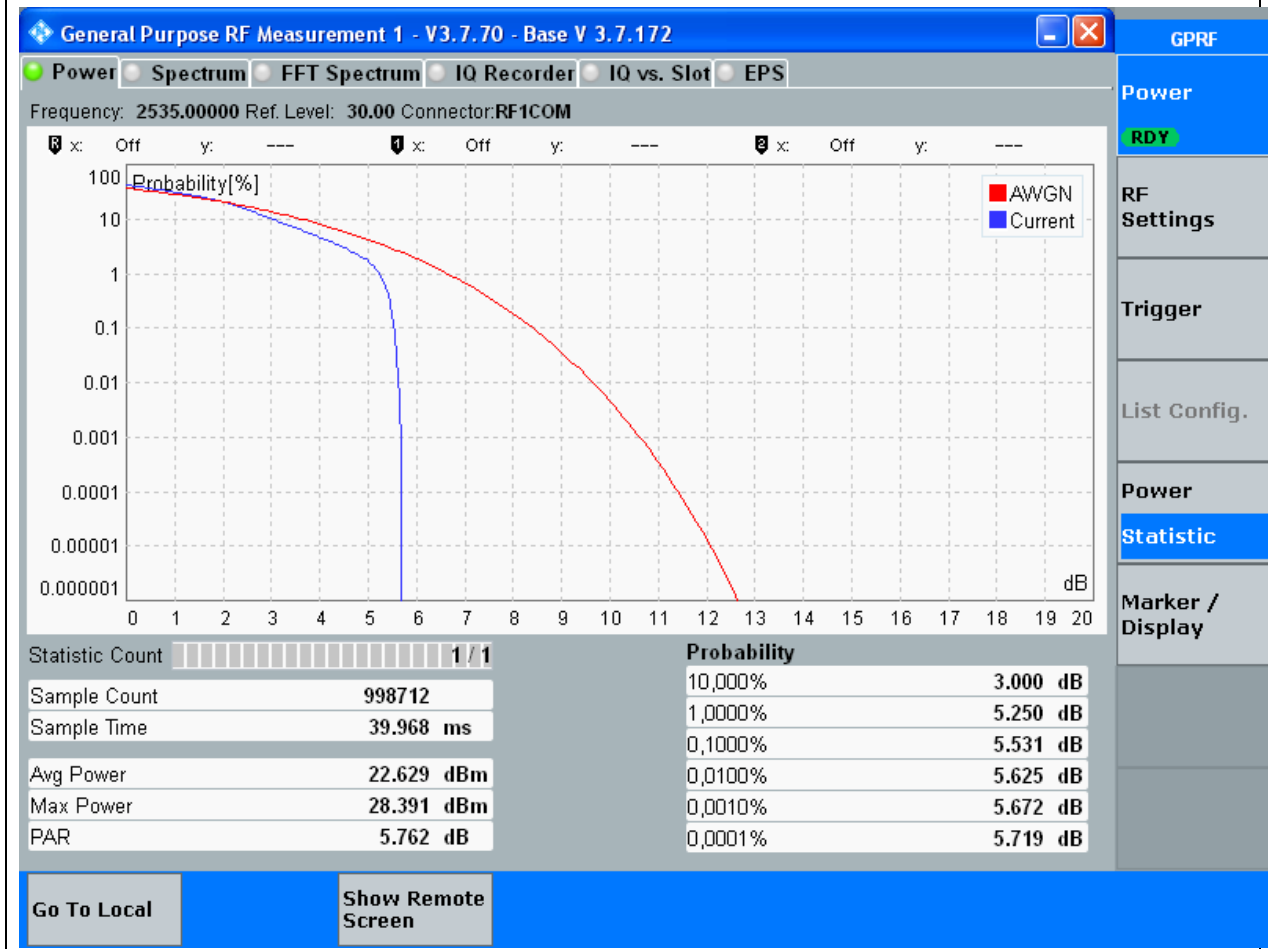 General Purpose RF Measurement 1 - V3.7.70 - Base V 3.7.172
GPRF
Power Spectrum FFT Spectrum IQ Recorder IQ vs. Slot EPS
Power
RDY
Frequency: 2535.00000 Ref. Level: 30.00 Connector:RF1COM
R x: Off y: --- 1 x: Off y: --- 2 x: Off y: ---
Probability[%]
AWGN
Current
100
10
1
0.1
0.01
0.001
0.0001
0.00001
0.000001
dB
0 1 2 3 4 5 6 7 8 9 10 11 12 13 14 15 16 17 18 19 20
RF
Settings
Trigger
List Config.
Power
Statistic
Marker /
Display
Statistic Count 1 / 1
Sample Count 998712
Sample Time 39.968 ms
Avg Power 22.629 dBm
Max Power 28.391 dBm
PAR 5.762 dB
Probability
10,000% 3.000 dB
1,0000% 5.250 dB
0,1000% 5.531 dB
0,0100% 5.625 dB
0,0010% 5.672 dB
0,0001% 5.719 dB
Go To Local
Show Remote
Screen